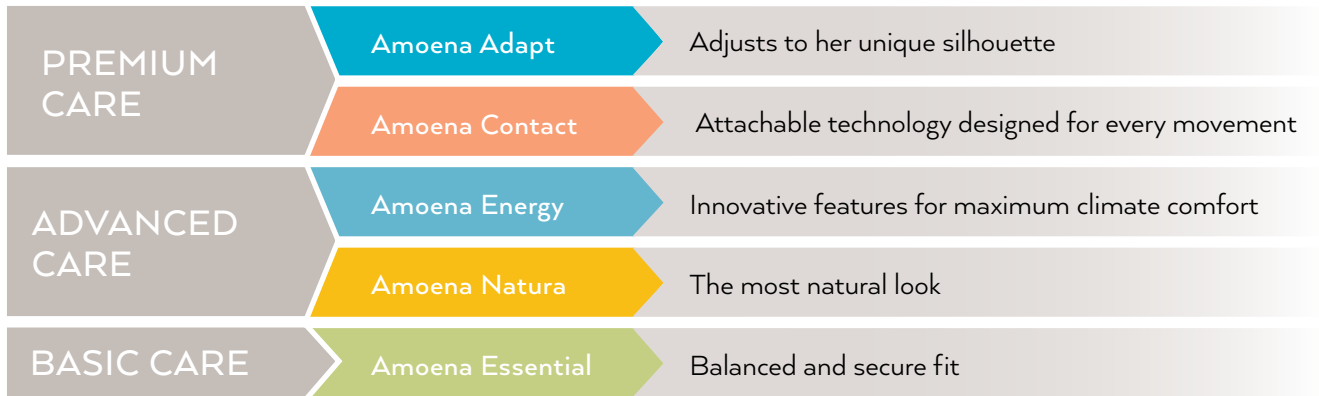 PREMIUM
CARE
Amoena Adapt
Adjusts to her unique silhouette
Amoena Contact
Attachable technology designed for every movement
ADVANCED
CARE
Amoena Energy
Innovative features for maximum climate comfort
Amoena Natura
The most natural look
BASIC CARE
Amoena Essential
Balanced and secure fit